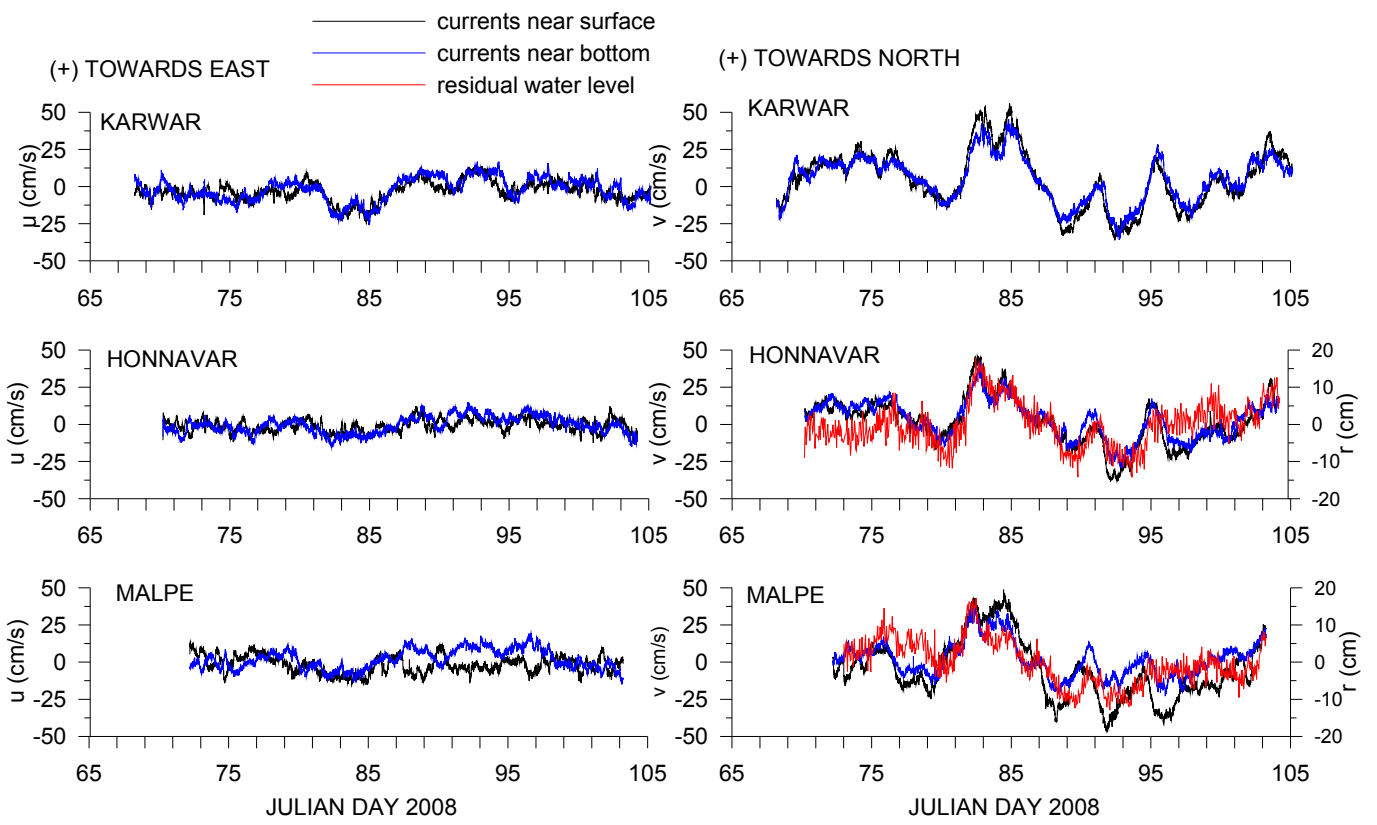 currents near surface
currents near bottom
residual water level
(+) TOWARDS EAST
(+) TOWARDS NORTH
KARWAR
50
25
0
-25
-50
μ (cm/s)
65 75 85 95 105
KARWAR
50
25
0
-25
-50
v (cm/s)
65 75 85 95 105
HONNAVAR
50
25
0
-25
-50
u (cm/s)
65 75 85 95 105
HONNAVAR
50
25
0
-25
-50
v (cm/s)
20
10
0
-10
-20
r (cm)
65 75 85 95 105
MALPE
50
25
0
-25
-50
u (cm/s)
65 75 85 95 105
JULIAN DAY 2008
MALPE
50
25
0
-25
-50
v (cm/s)
20
10
0
-10
-20
r (cm)
65 75 85 95 105
JULIAN DAY 2008